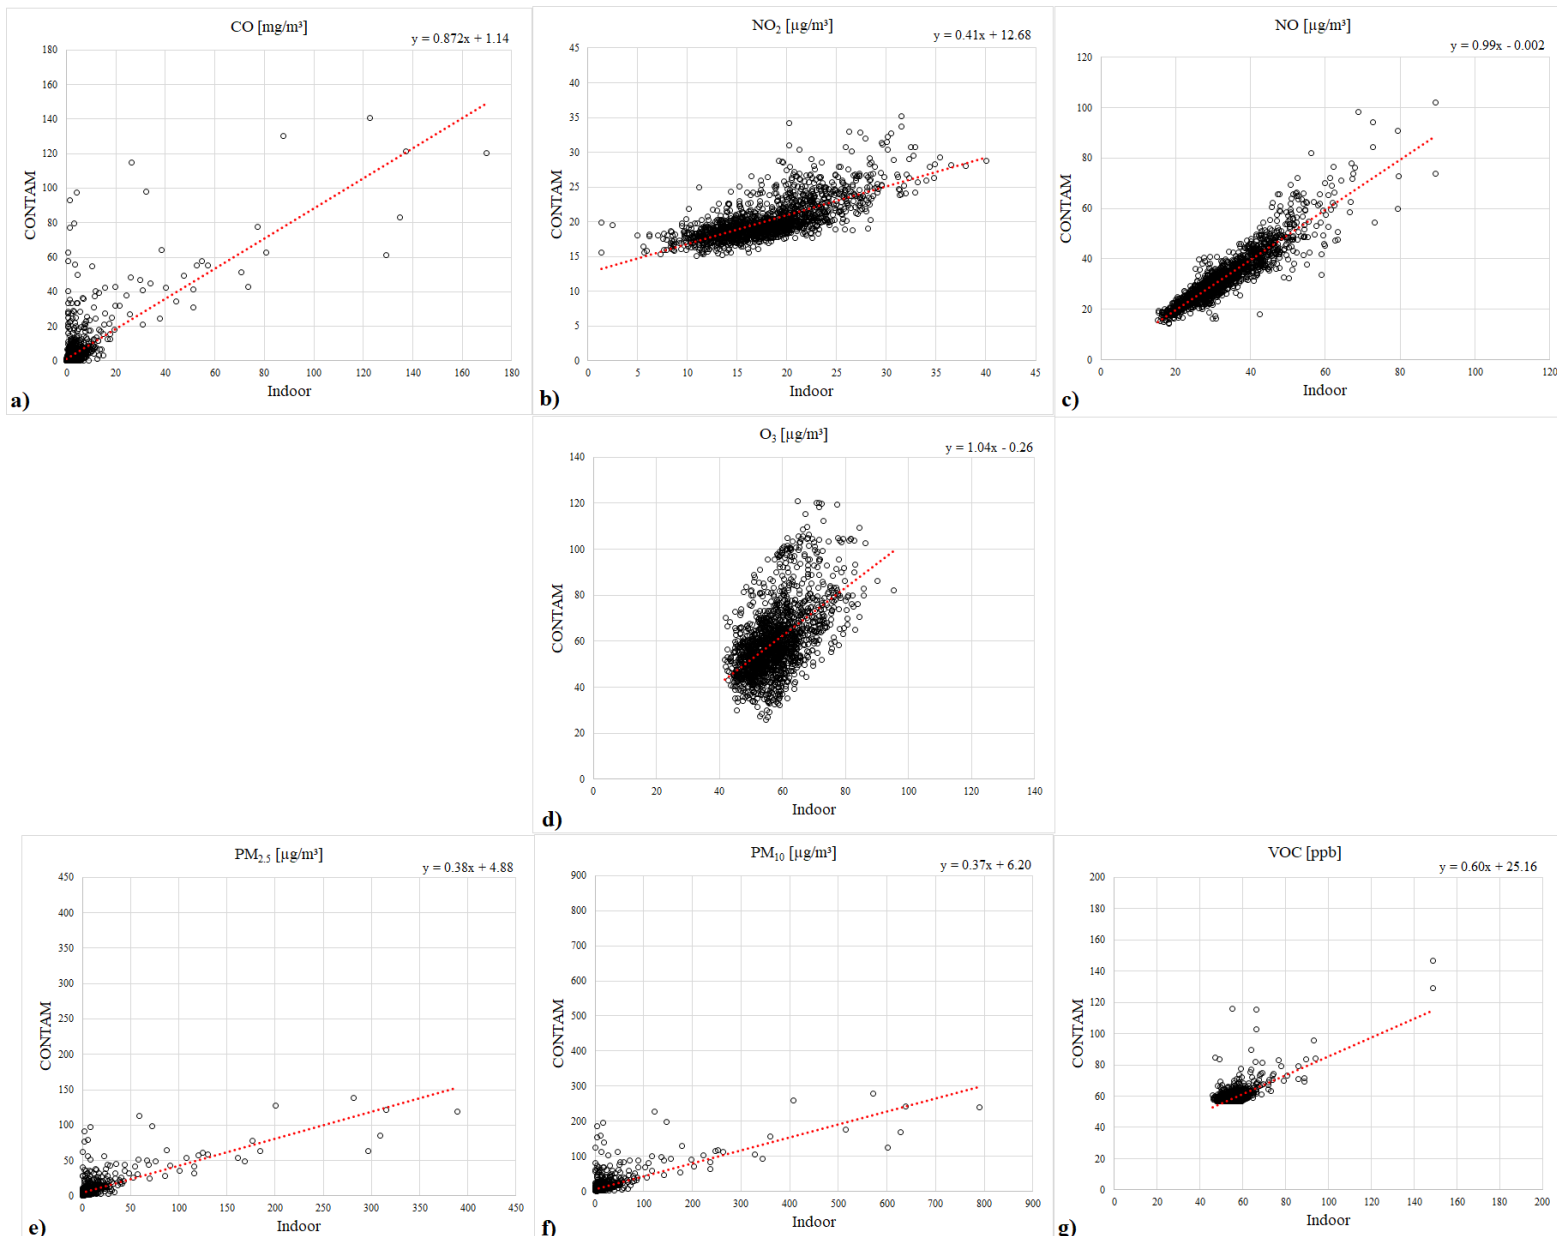 CO [mg/m³]
y = 0.872x + 1.14
180
160
140
120
100
80
60
40
20
0
CONTAM
0 20 40 60 80 100 120 140 160 180
Indoor
a)
NO₂ [µg/m³]
y = 0.41x + 12.68
45
40
35
30
25
20
15
10
5
0
CONTAM
0 5 10 15 20 25 30 35 40 45
Indoor
b)
NO [µg/m³]
y = 0.99x - 0.002
120
100
80
60
40
20
0
CONTAM
0 20 40 60 80 100 120
Indoor
c)
O₃ [µg/m³]
y = 1.04x - 0.26
140
120
100
80
60
40
20
0
CONTAM
0 20 40 60 80 100 120 140
Indoor
d)
PM₂.₅ [µg/m³]
y = 0.38x + 4.88
450
400
350
300
250
200
150
100
50
0
CONTAM
0 50 100 150 200 250 300 350 400 450
Indoor
e)
PM₁₀ [µg/m³]
y = 0.37x + 6.20
900
800
700
600
500
400
300
200
100
0
CONTAM
0 100 200 300 400 500 600 700 800 900
Indoor
f)
VOC [ppb]
y = 0.60x + 25.16
200
180
160
140
120
100
80
60
40
20
0
CONTAM
0 20 40 60 80 100 120 140 160 180 200
Indoor
g)